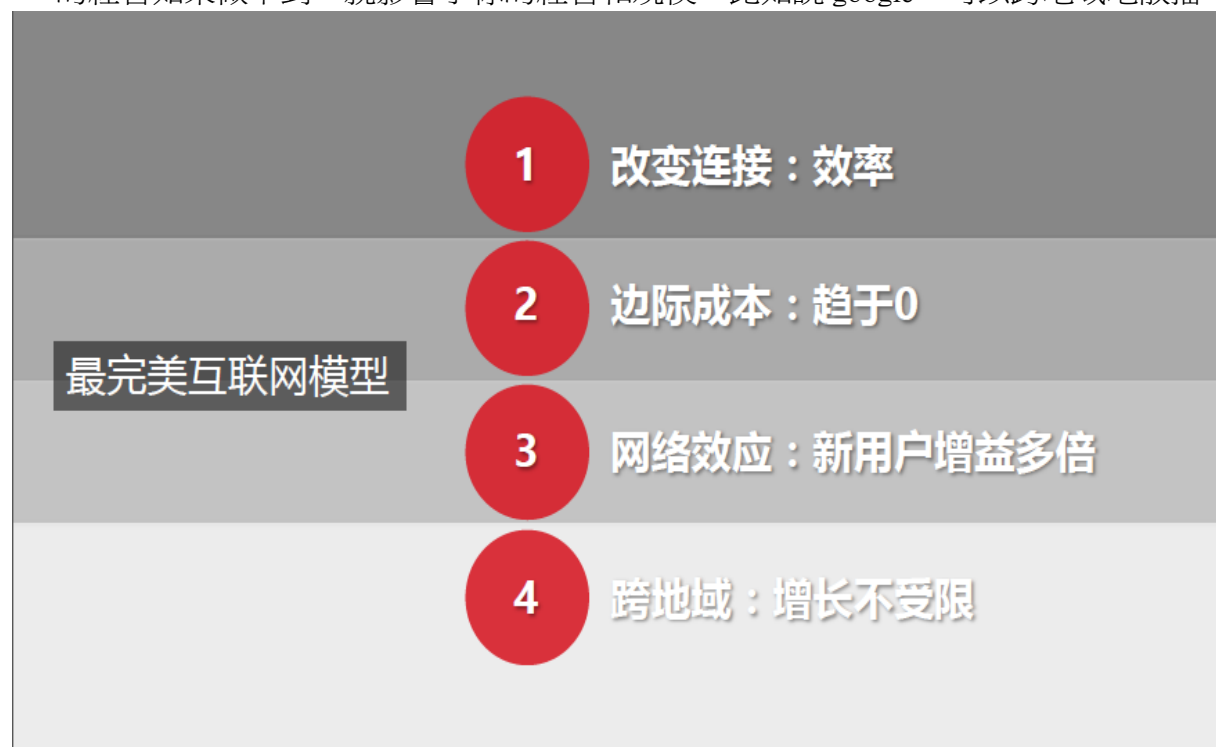 1 改变连接：效率
2 边际成本：趋于0
最完美互联网模型
3 网络效应：新用户增益多倍
4 跨地域：增长不受限